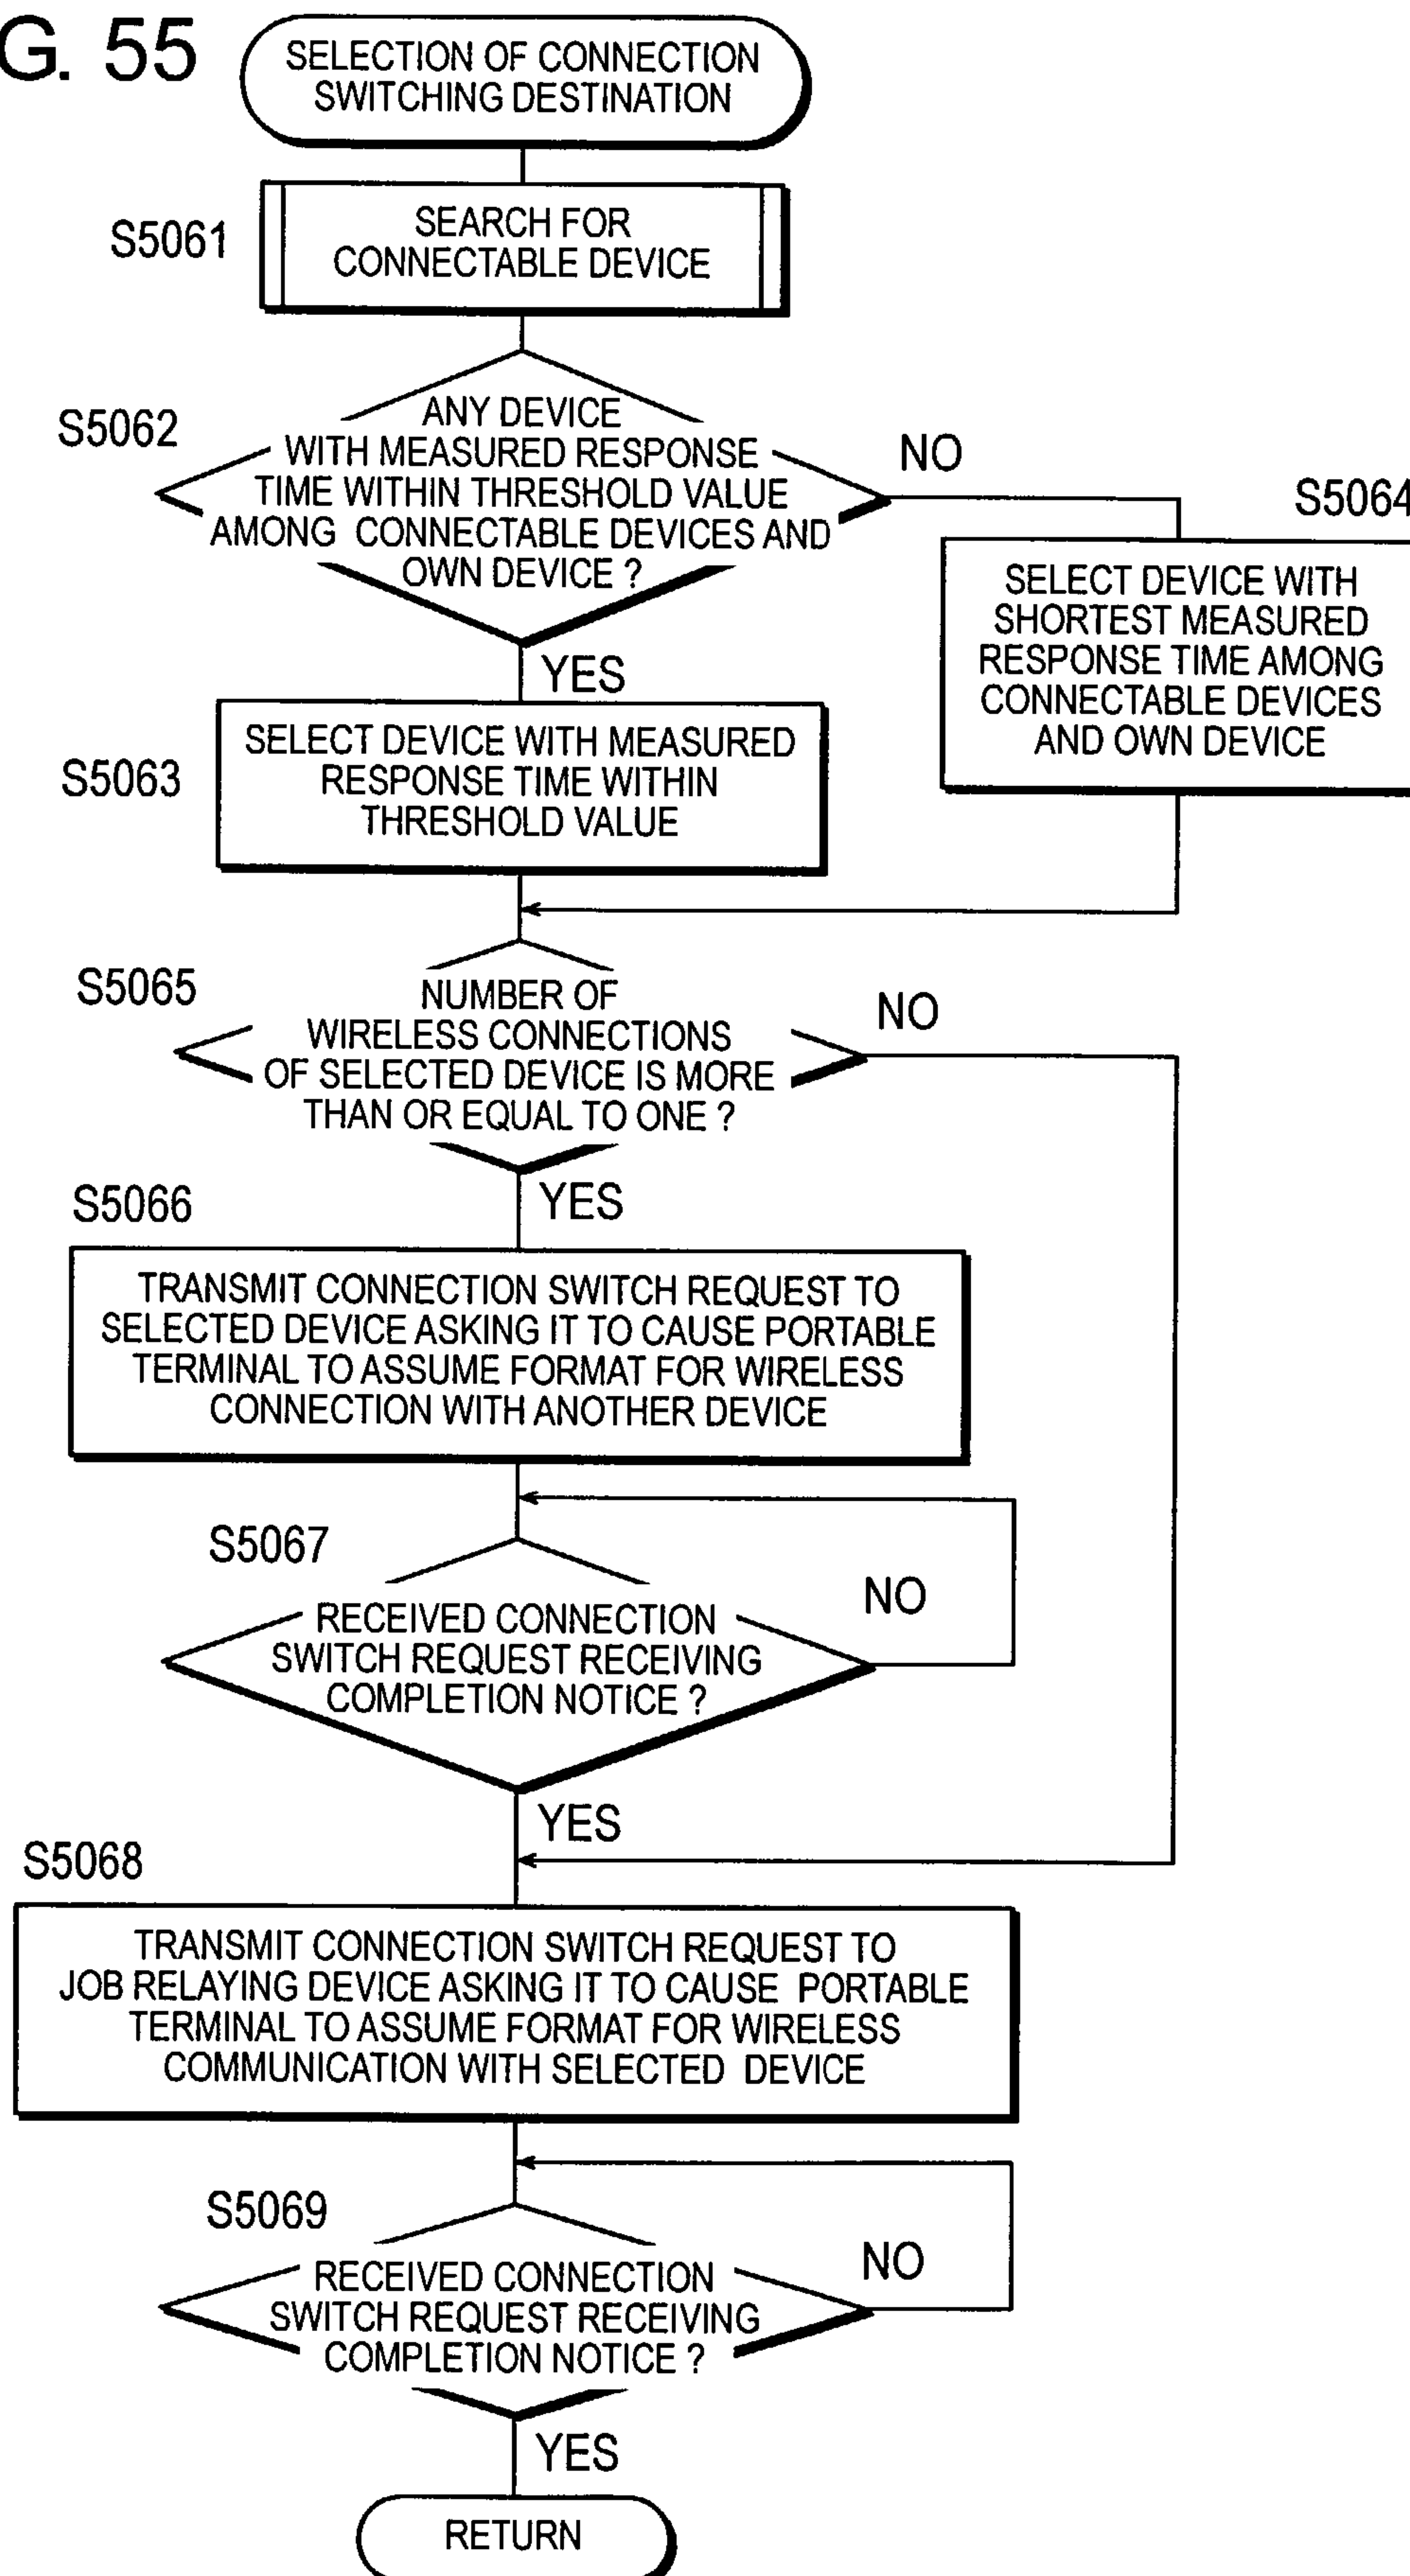 G. 55
SELECTION OF CONNECTION
SWITCHING DESTINATION
S5061
SEARCH FOR
CONNECTABLE DEVICE
S5062
ANY DEVICE
WITH MEASURED RESPONSE
TIME WITHIN THRESHOLD VALUE
AMONG CONNECTABLE DEVICES AND
OWN DEVICE ?
NO
S5064
SELECT DEVICE WITH
SHORTEST MEASURED
RESPONSE TIME AMONG
CONNECTABLE DEVICES
AND OWN DEVICE
YES
S5063
SELECT DEVICE WITH MEASURED
RESPONSE TIME WITHIN
THRESHOLD VALUE
S5065
NUMBER OF
WIRELESS CONNECTIONS
OF SELECTED DEVICE IS MORE
THAN OR EQUAL TO ONE ?
NO
YES
S5066
TRANSMIT CONNECTION SWITCH REQUEST TO
SELECTED DEVICE ASKING IT TO CAUSE PORTABLE
TERMINAL TO ASSUME FORMAT FOR WIRELESS
CONNECTION WITH ANOTHER DEVICE
S5067
RECEIVED CONNECTION
SWITCH REQUEST RECEIVING
COMPLETION NOTICE ?
NO
YES
S5068
TRANSMIT CONNECTION SWITCH REQUEST TO
JOB RELAYING DEVICE ASKING IT TO CAUSE PORTABLE
TERMINAL TO ASSUME FORMAT FOR WIRELESS
COMMUNICATION WITH SELECTED DEVICE
S5069
RECEIVED CONNECTION
SWITCH REQUEST RECEIVING
COMPLETION NOTICE ?
NO
YES
RETURN